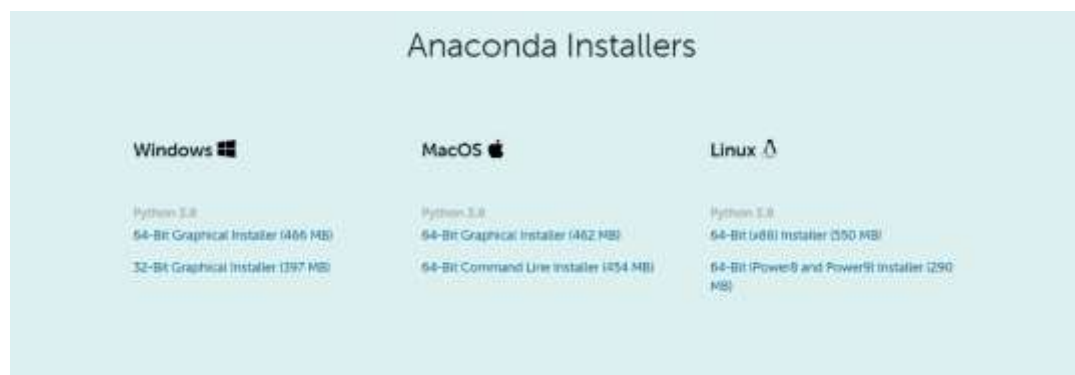 Anaconda Installers
Windows
MacOS
Linux
Python 3.8
64-Bit Graphical Installer (466 MB)
32-Bit Graphical Installer (397 MB)
Python 3.8
64-Bit Graphical Installer (462 MB)
64-Bit Command Line Installer (454 MB)
Python 3.8
64-Bit (x86) Installer (550 MB)
64-Bit (Power8 and Power9) Installer (290
MB)